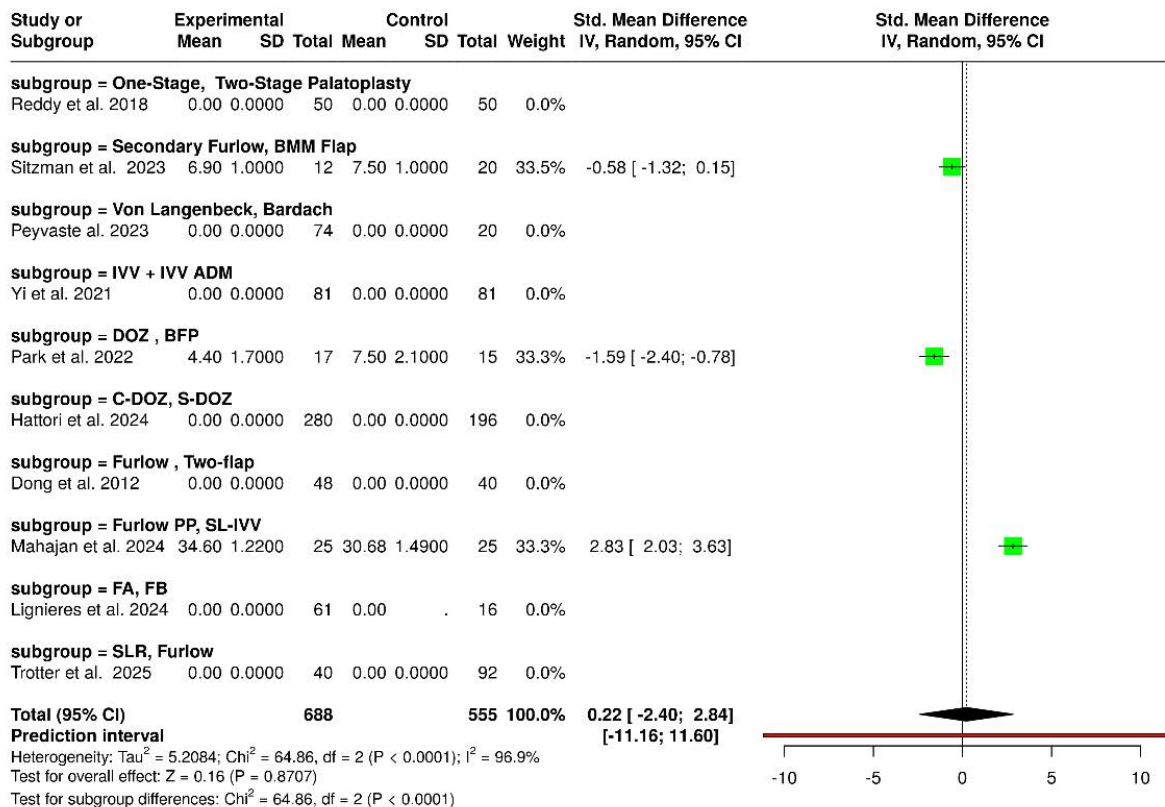 Study or Experimental Control Std. Mean Difference Std. Mean Difference
Subgroup Mean SD Total Mean SD Total Weight IV, Random, 95% CI IV, Random, 95% CI
subgroup = One-Stage, Two-Stage Palatoplasty
Reddy et al. 2018 0.00 0.0000 50 0.00 0.0000 50 0.0%
subgroup = Secondary Furlow, BMM Flap
Sitzman et al. 2023 6.90 1.0000 12 7.50 1.0000 20 33.5% -0.58 [ -1.32; 0.15]
subgroup = Von Langenbeck, Bardach
Peyvaste al. 2023 0.00 0.0000 74 0.00 0.0000 20 0.0%
subgroup = IVV + IVV ADM
Yi et al. 2021 0.00 0.0000 81 0.00 0.0000 81 0.0%
subgroup = DOZ , BFP
Park et al. 2022 4.40 1.7000 17 7.50 2.1000 15 33.3% -1.59 [ -2.40; -0.78]
subgroup = C-DOZ, S-DOZ
Hattori et al. 2024 0.00 0.0000 280 0.00 0.0000 196 0.0%
subgroup = Furlow , Two-flap
Dong et al. 2012 0.00 0.0000 48 0.00 0.0000 40 0.0%
subgroup = Furlow PP, SL-IVV
Mahajan et al. 2024 34.60 1.2200 25 30.68 1.4900 25 33.3% 2.83 [ 2.03; 3.63]
subgroup = FA, FB
Lignieres et al. 2024 0.00 0.0000 61 0.00 . 16 0.0%
subgroup = SLR, Furlow
Trotter et al. 2025 0.00 0.0000 40 0.00 0.0000 92 0.0%
Total (95% CI) 688 555 100.0% 0.22 [ -2.40; 2.84]
Prediction interval [-11.16; 11.60]
Heterogeneity: Tau² = 5.2084; Chi² = 64.86, df = 2 (P < 0.0001); I² = 96.9%
Test for overall effect: Z = 0.16 (P = 0.8707)
Test for subgroup differences: Chi² = 64.86, df = 2 (P < 0.0001)
-10 -5 0 5 10